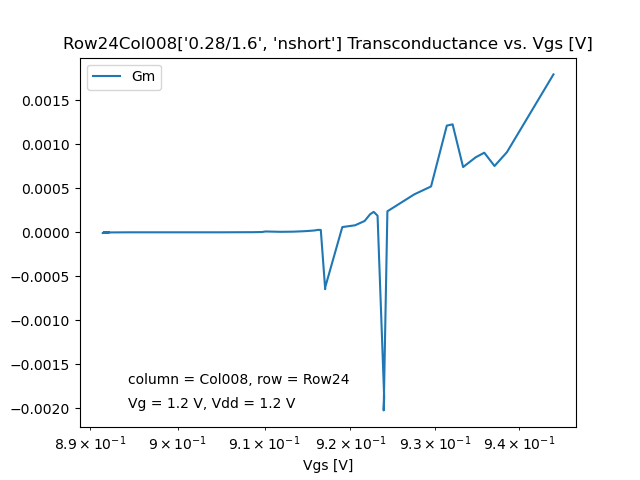 Row24Col008['0.28/1.6', 'nshort'] Transconductance vs. Vgs [V]
Gm
0.0015
0.0010
0.0005
0.0000
−0.0005
−0.0010
−0.0015
−0.0020
column = Col008, row = Row24
Vg = 1.2 V, Vdd = 1.2 V
8.9 × 10⁻¹ 9 × 10⁻¹ 9.1 × 10⁻¹ 9.2 × 10⁻¹ 9.3 × 10⁻¹ 9.4 × 10⁻¹
Vgs [V]